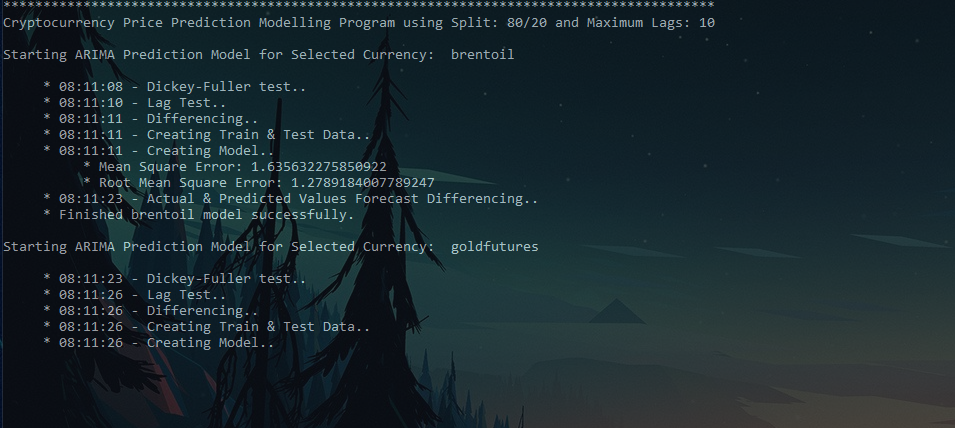 *****************************************************************************************
Cryptocurrency Price Prediction Modelling Program using Split: 80/20 and Maximum Lags: 10
Starting ARIMA Prediction Model for Selected Currency:  brentoil
* 08:11:08 - Dickey-Fuller test..
* 08:11:10 - Lag Test..
* 08:11:11 - Differencing..
* 08:11:11 - Creating Train & Test Data..
* 08:11:11 - Creating Model..
* Mean Square Error: 1.635632275850922
* Root Mean Square Error: 1.2789184007789247
* 08:11:23 - Actual & Predicted Values Forecast Differencing..
* Finished brentoil model successfully.
Starting ARIMA Prediction Model for Selected Currency:  goldfutures
* 08:11:23 - Dickey-Fuller test..
* 08:11:26 - Lag Test..
* 08:11:26 - Differencing..
* 08:11:26 - Creating Train & Test Data..
* 08:11:26 - Creating Model..